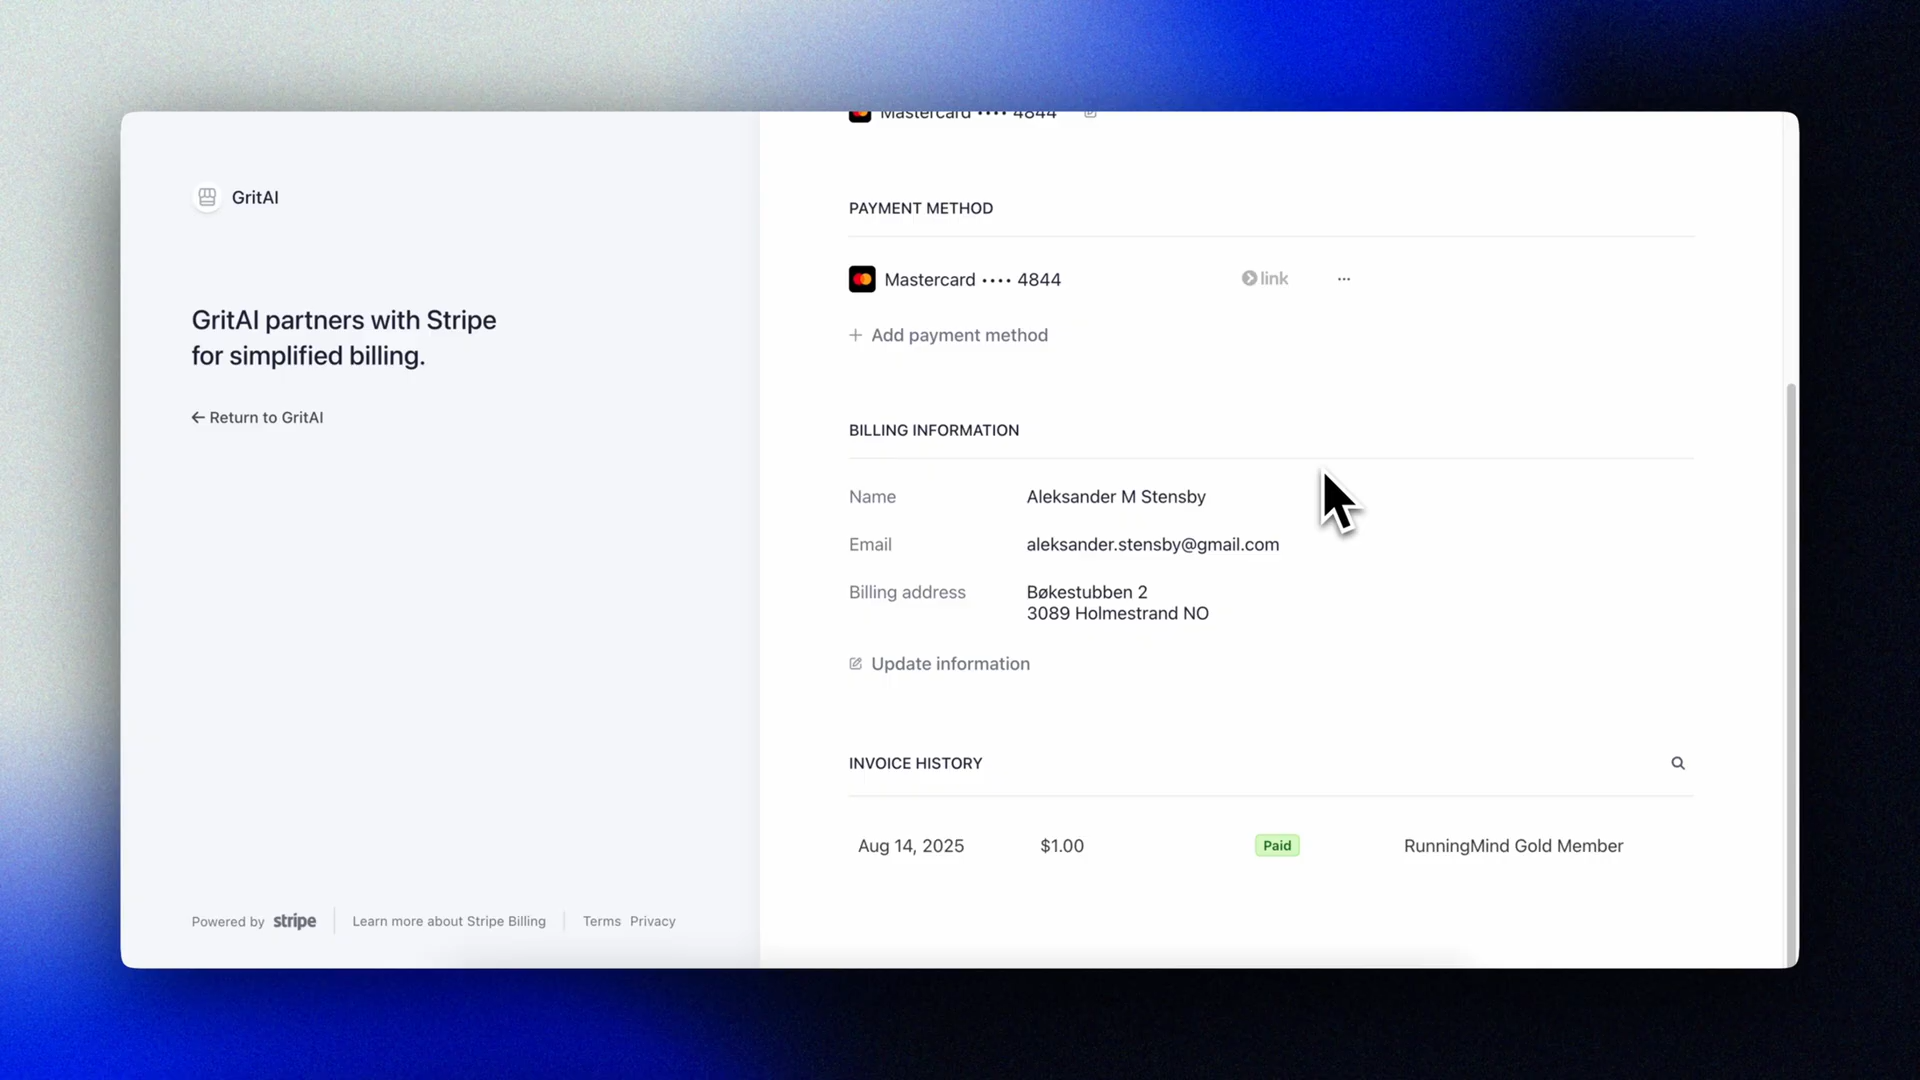 GritAI
GritAI partners with Stripe
for simplified billing.
← Return to GritAI
Powered by stripe
Learn more about Stripe Billing
Terms Privacy
Mastercard •••• 4844
PAYMENT METHOD
Mastercard •••• 4844 link ···
+ Add payment method
BILLING INFORMATION
Name Aleksander M Stensby
Email aleksander.stensby@gmail.com
Billing address Bøkestubben 2
3089 Holmestrand NO
Update information
INVOICE HISTORY
Aug 14, 2025 $1.00 Paid RunningMind Gold Member